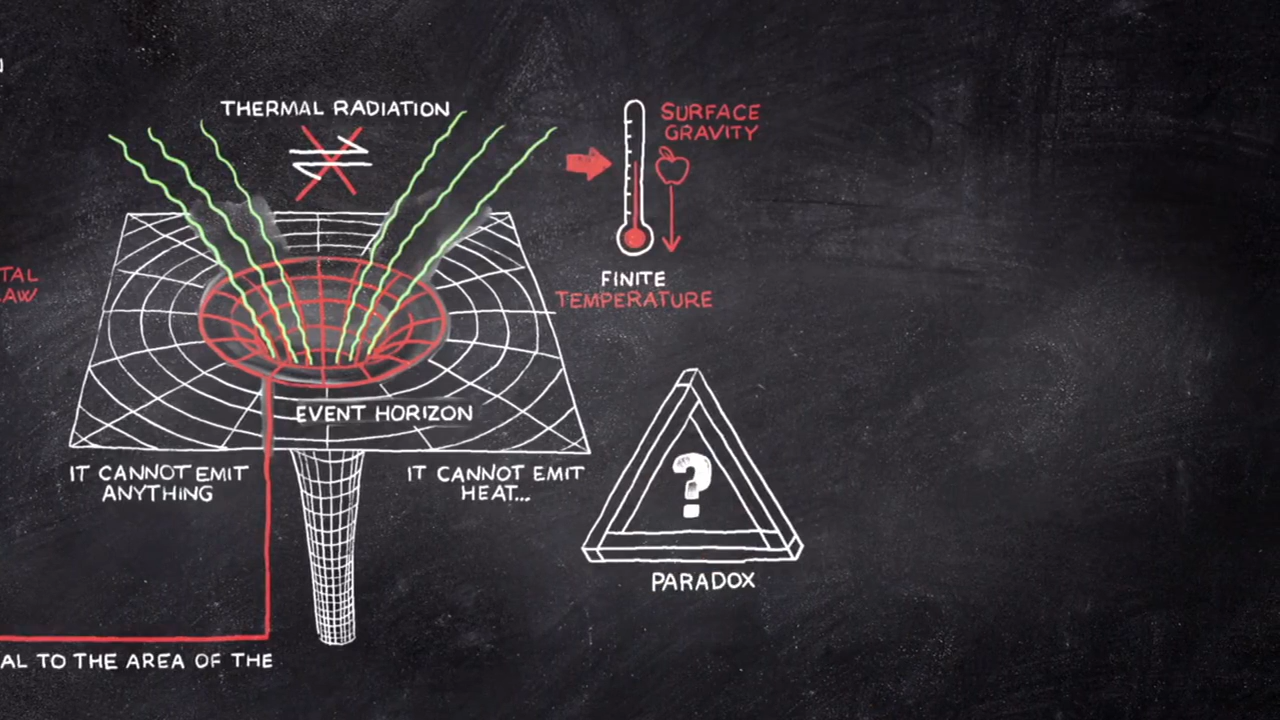 THERMAL RADIATION
SURFACE
GRAVITY
FINITE
TEMPERATURE
EVENT HORIZON
IT CANNOT EMIT
ANYTHING
IT CANNOT EMIT
HEAT...
?
PARADOX
TO THE AREA OF THE